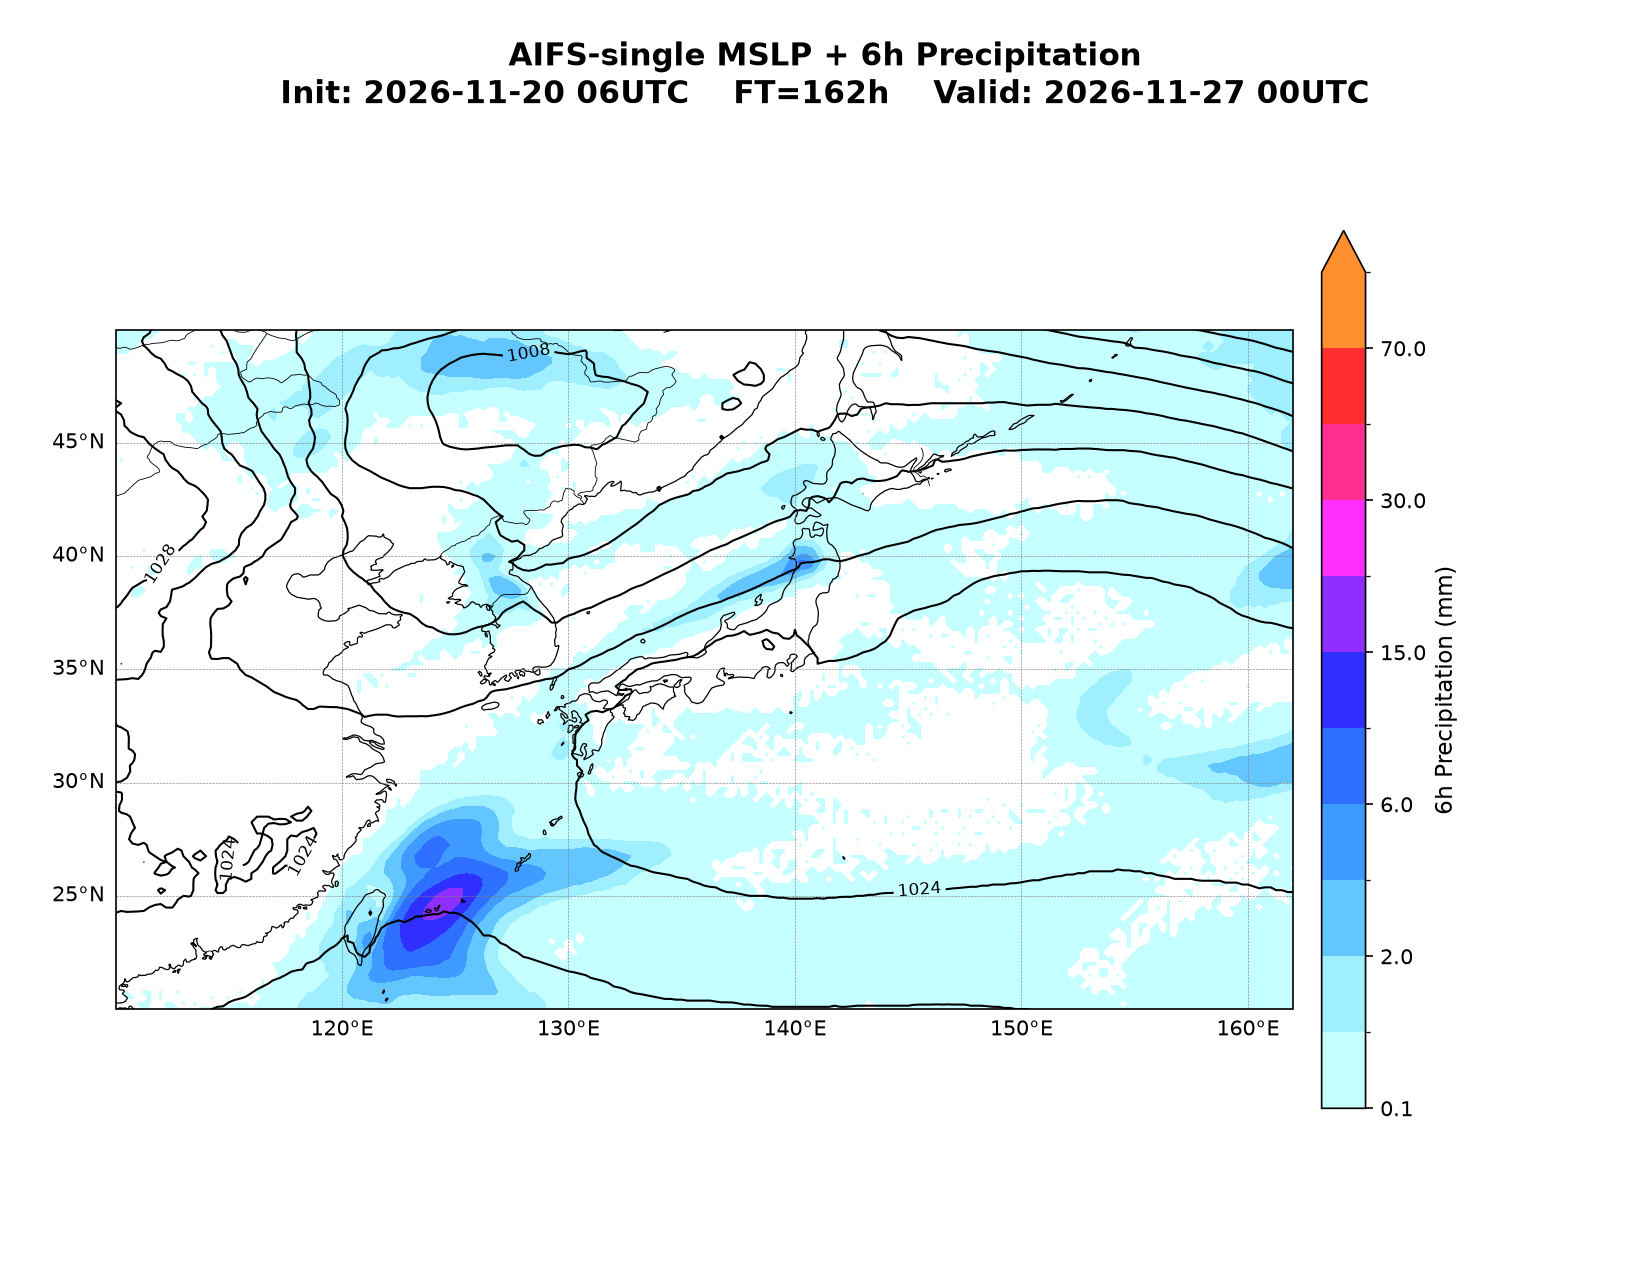 AIFS-single MSLP + 6h Precipitation
Init: 2026-11-20 06UTC    FT=162h    Valid: 2026-11-27 00UTC
1008
1028
1024
1024
1024
45°N
40°N
35°N
30°N
25°N
120°E
130°E
140°E
150°E
160°E
70.0
30.0
15.0
6.0
2.0
0.1
6h Precipitation (mm)